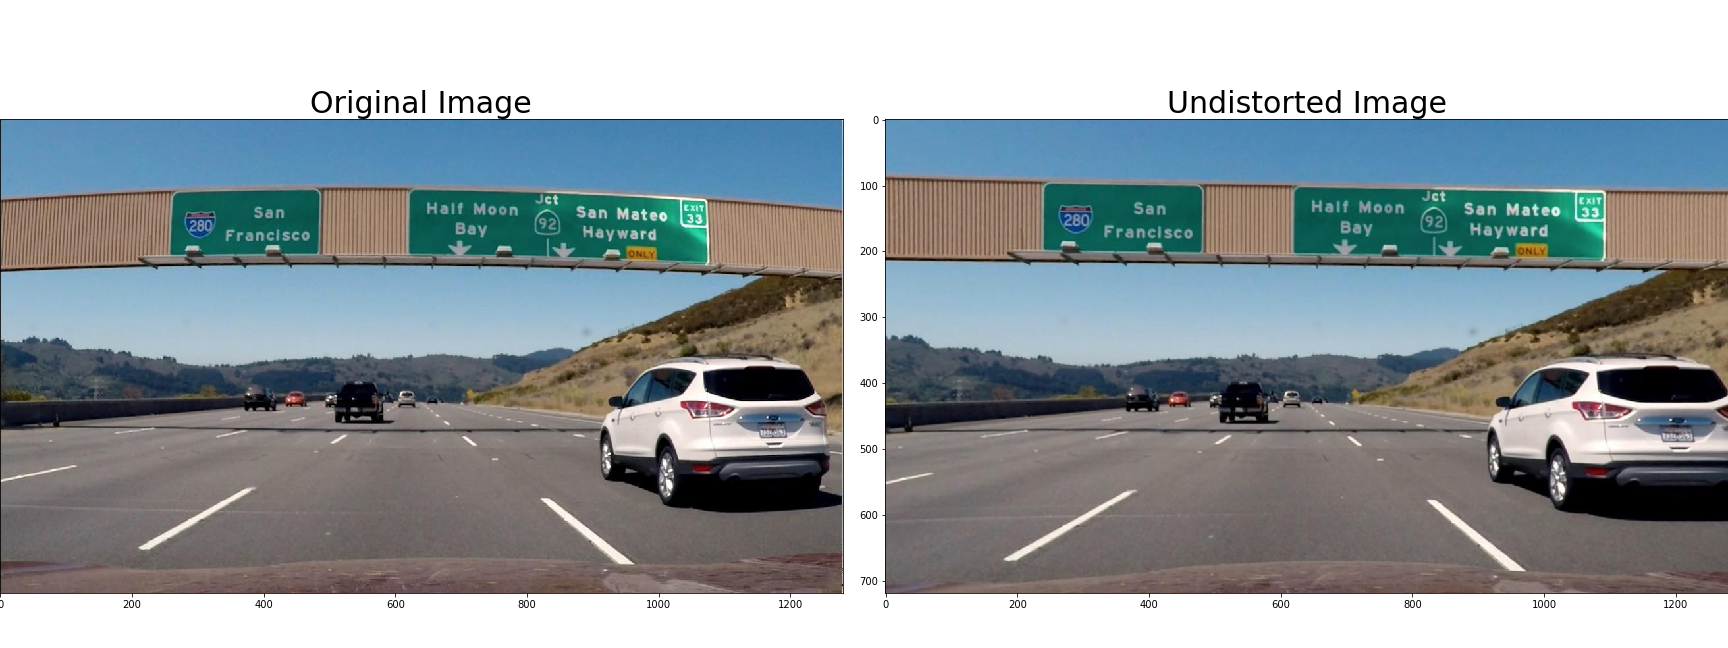 Original Image
San
280
Francisco
Jct
Half Moon
Bay
92
San Mateo
Hayward
EXIT
33
ONLY
0
200
400
600
800
1000
1200
Undistorted Image
0
100
200
300
400
500
600
700
San
280
Francisco
Jct
Half Moon
Bay
92
San Mateo
Hayward
EXIT
33
ONLY
0
200
400
600
800
1000
1200